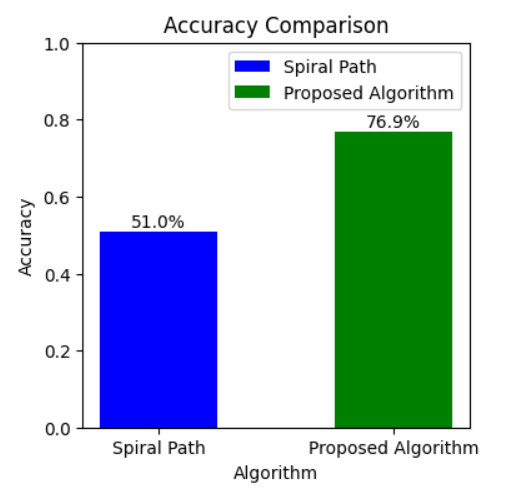 Accuracy Comparison
Spiral Path
Proposed Algorithm
1.0
0.8
0.6
0.4
0.2
0.0
Accuracy
51.0%
76.9%
Spiral Path
Proposed Algorithm
Algorithm